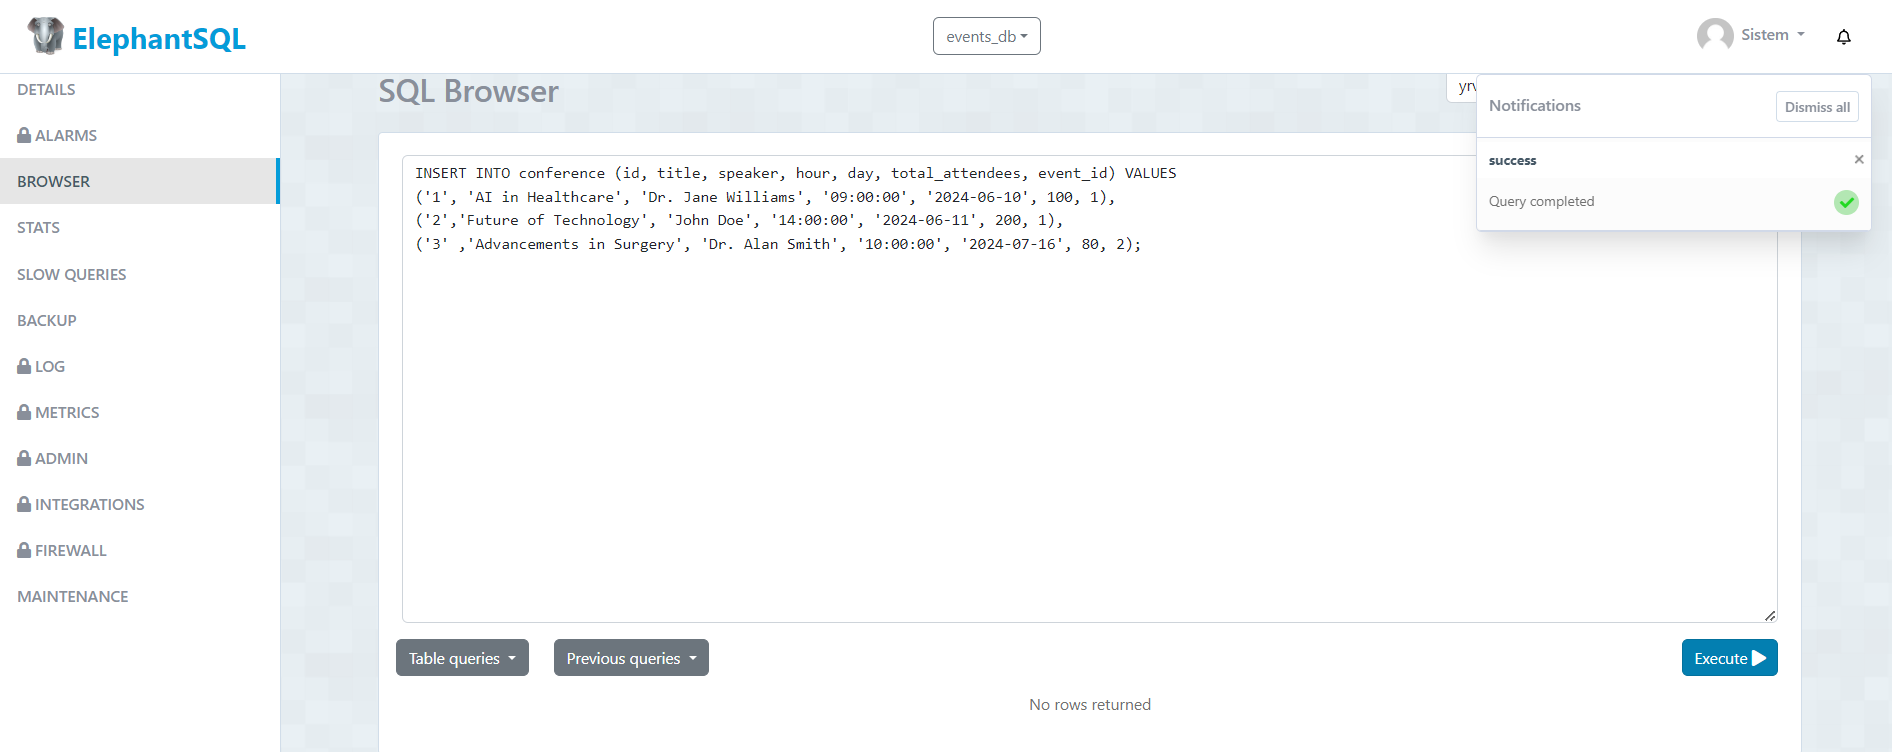 ElephantSQL
events_db
Sistem
DETAILS
ALARMS
BROWSER
STATS
SLOW QUERIES
BACKUP
LOG
METRICS
ADMIN
INTEGRATIONS
FIREWALL
MAINTENANCE
SQL Browser
Notifications
Dismiss all
success
×
Query completed
INSERT INTO conference (id, title, speaker, hour, day, total_attendees, event_id) VALUES
('1', 'AI in Healthcare', 'Dr. Jane Williams', '09:00:00', '2024-06-10', 100, 1),
('2','Future of Technology', 'John Doe', '14:00:00', '2024-06-11', 200, 1),
('3' ,'Advancements in Surgery', 'Dr. Alan Smith', '10:00:00', '2024-07-16', 80, 2);
Table queries
Previous queries
Execute
No rows returned